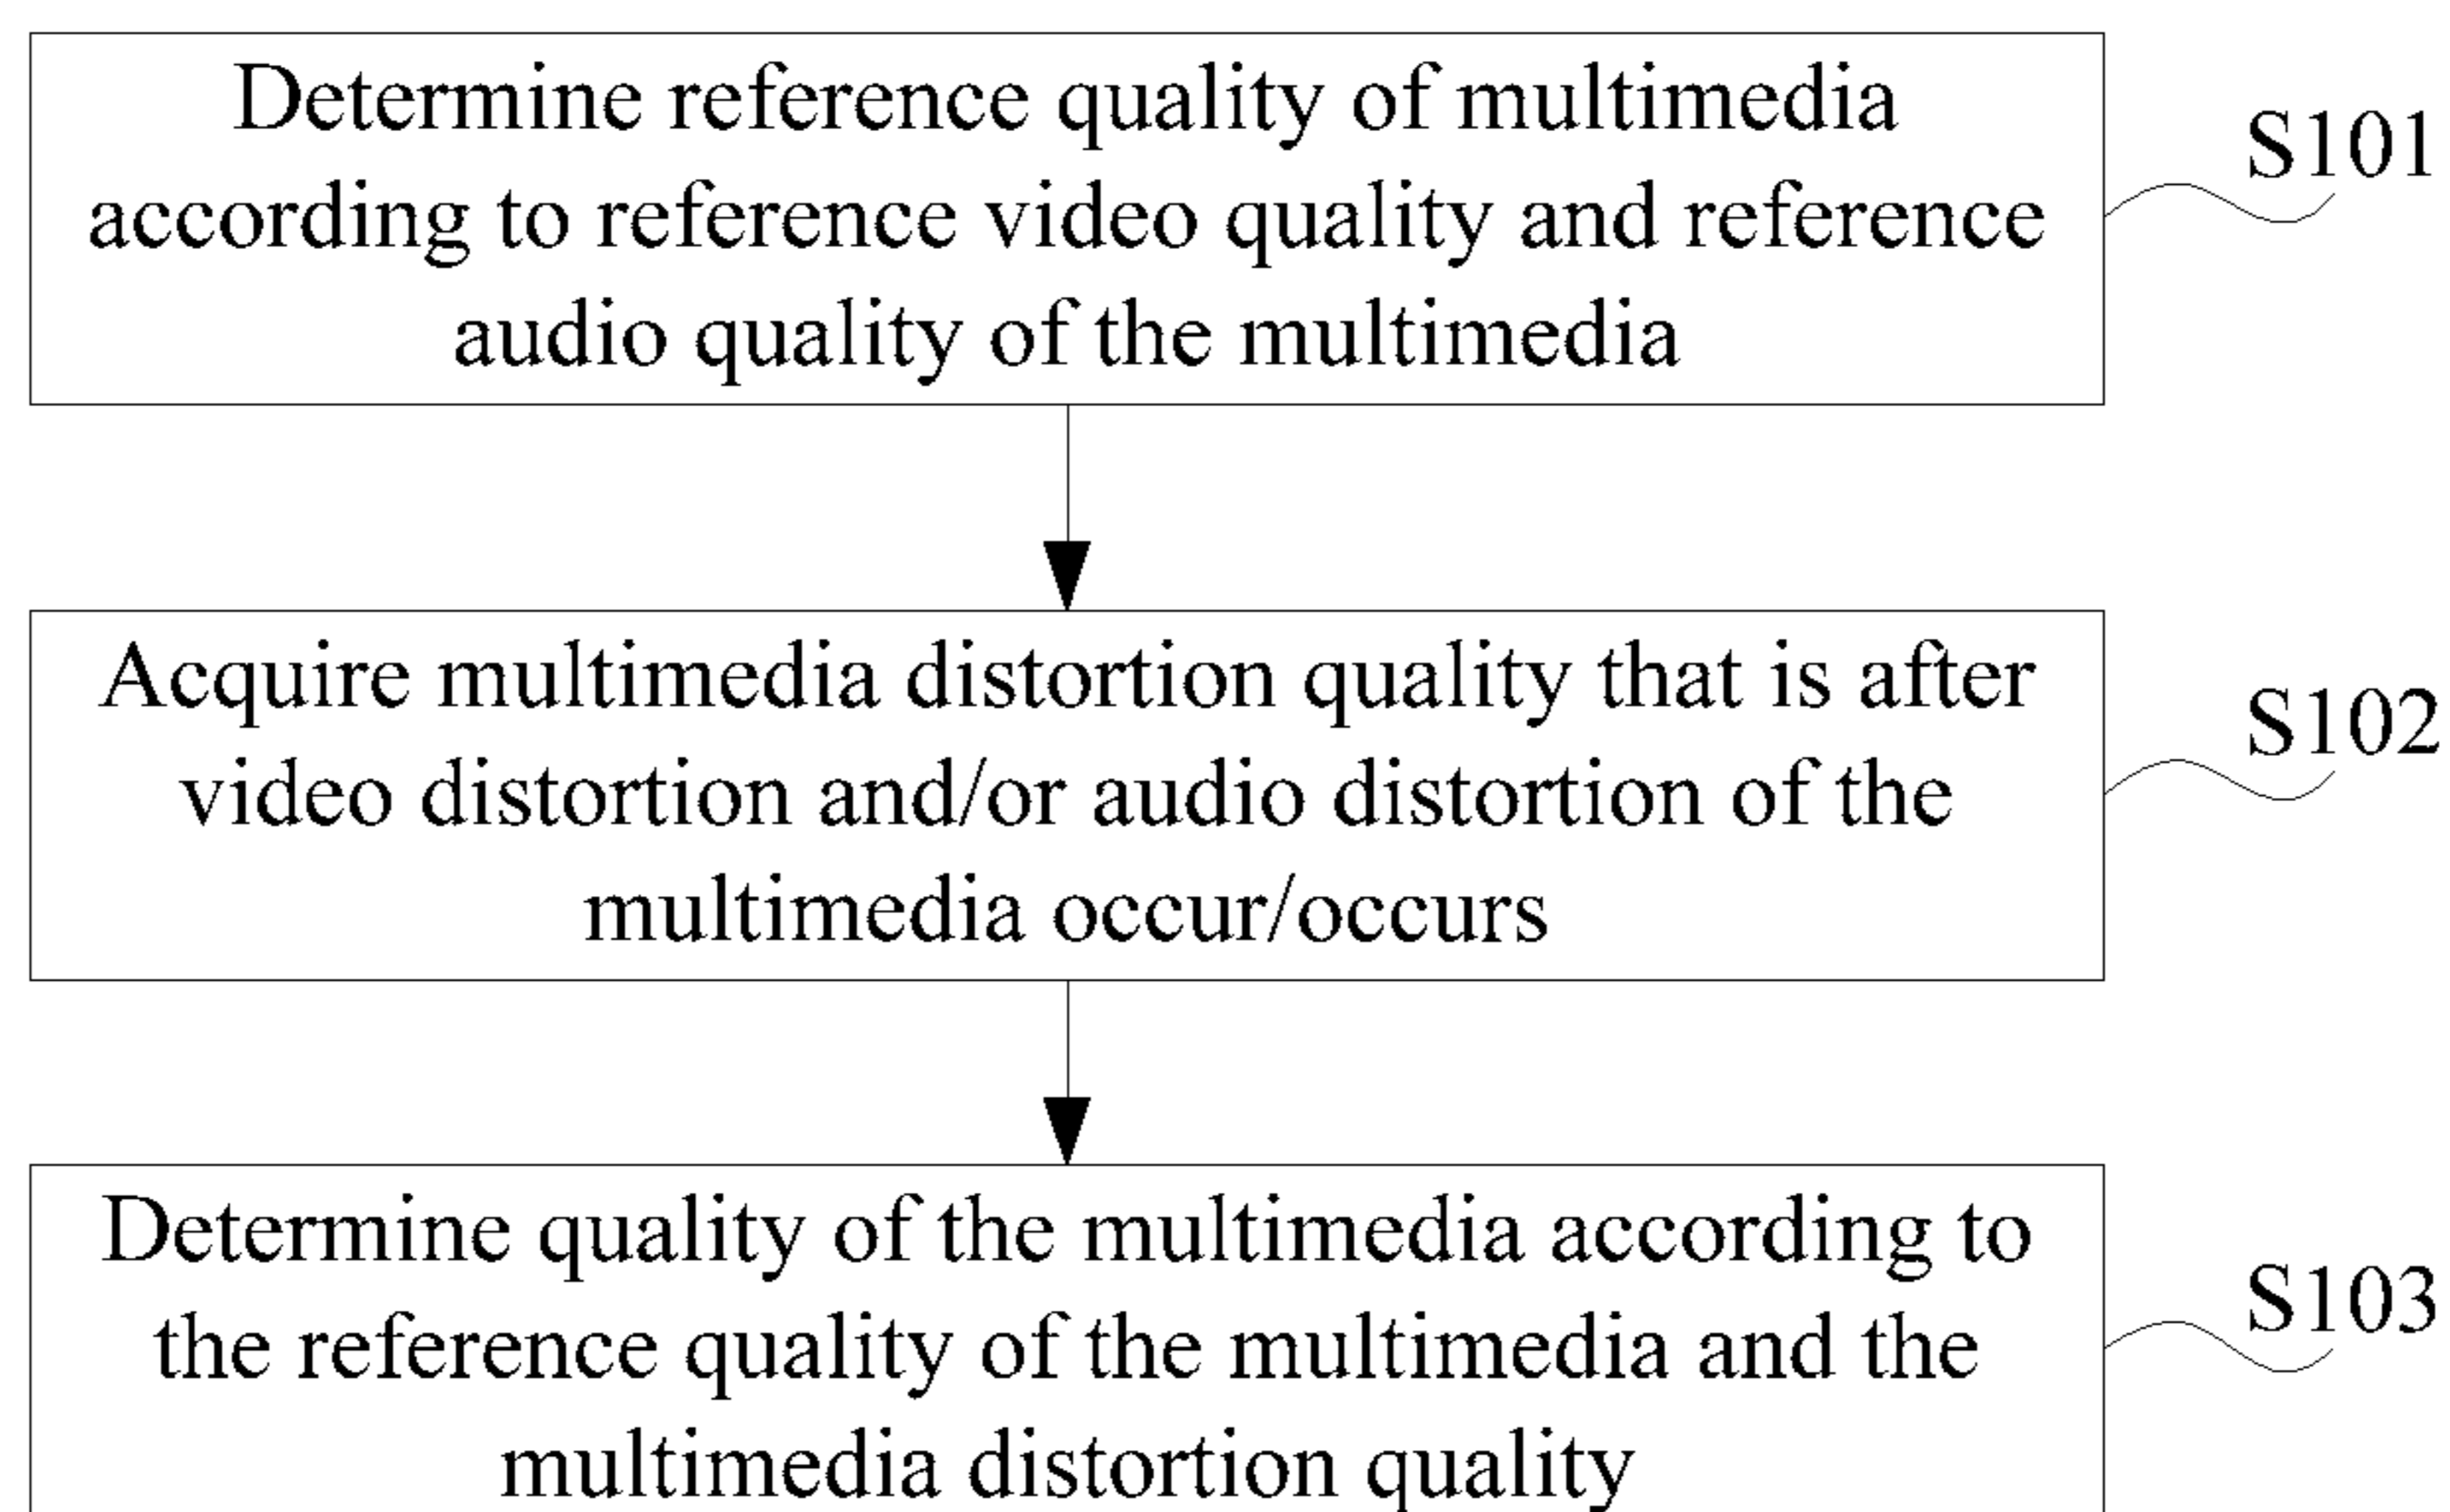 Determine reference quality of multimedia
according to reference video quality and reference
audio quality of the multimedia
S101
Acquire multimedia distortion quality that is after
video distortion and/or audio distortion of the
multimedia occur/occurs
S102
Determine quality of the multimedia according to
the reference quality of the multimedia and the
multimedia distortion quality
S103